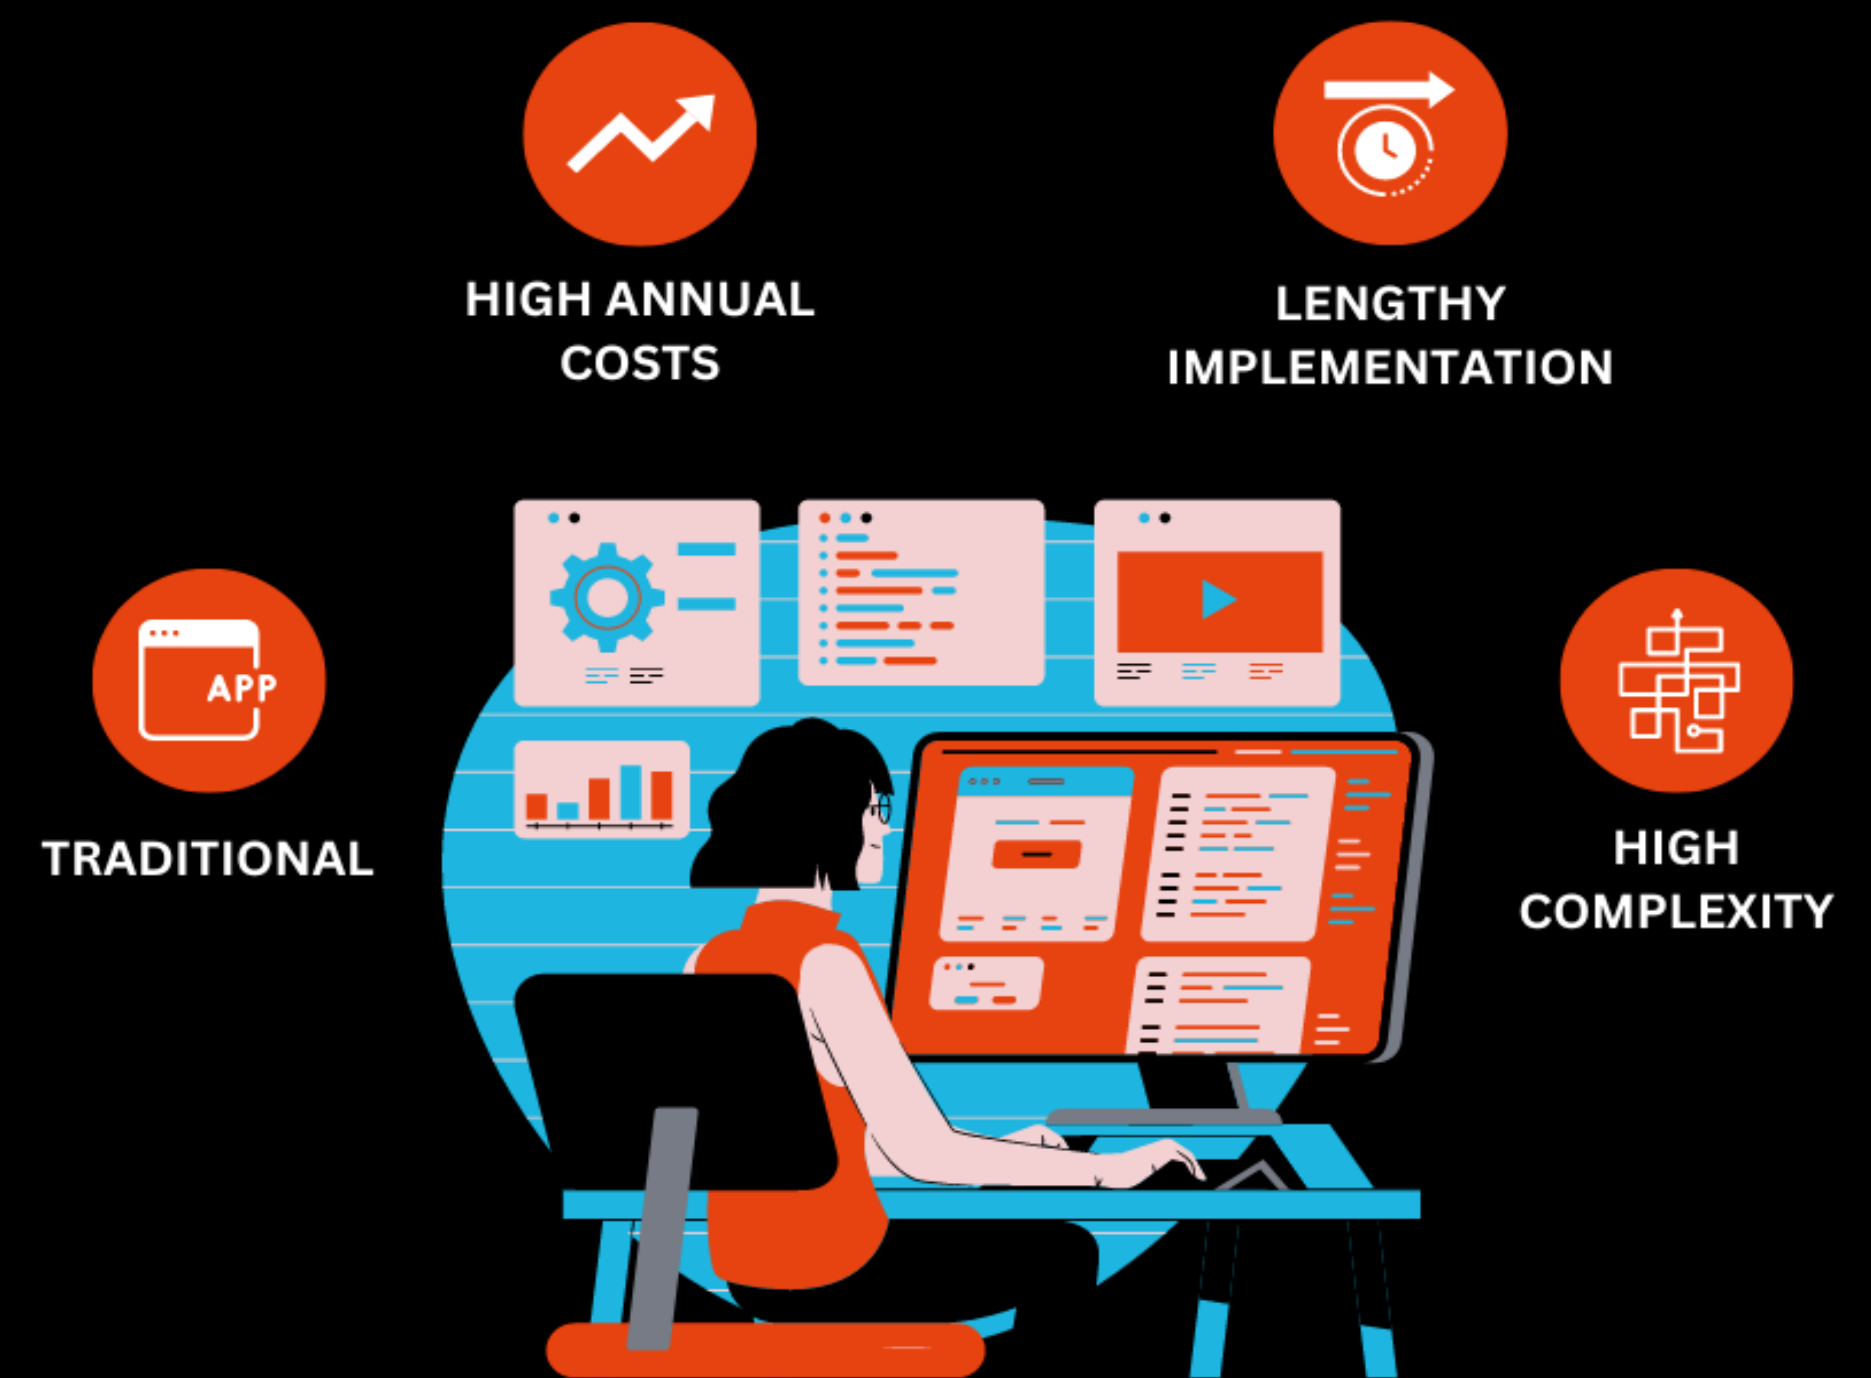 HIGH ANNUAL
COSTS
LENGTHY
IMPLEMENTATION
APP
TRADITIONAL
HIGH
COMPLEXITY